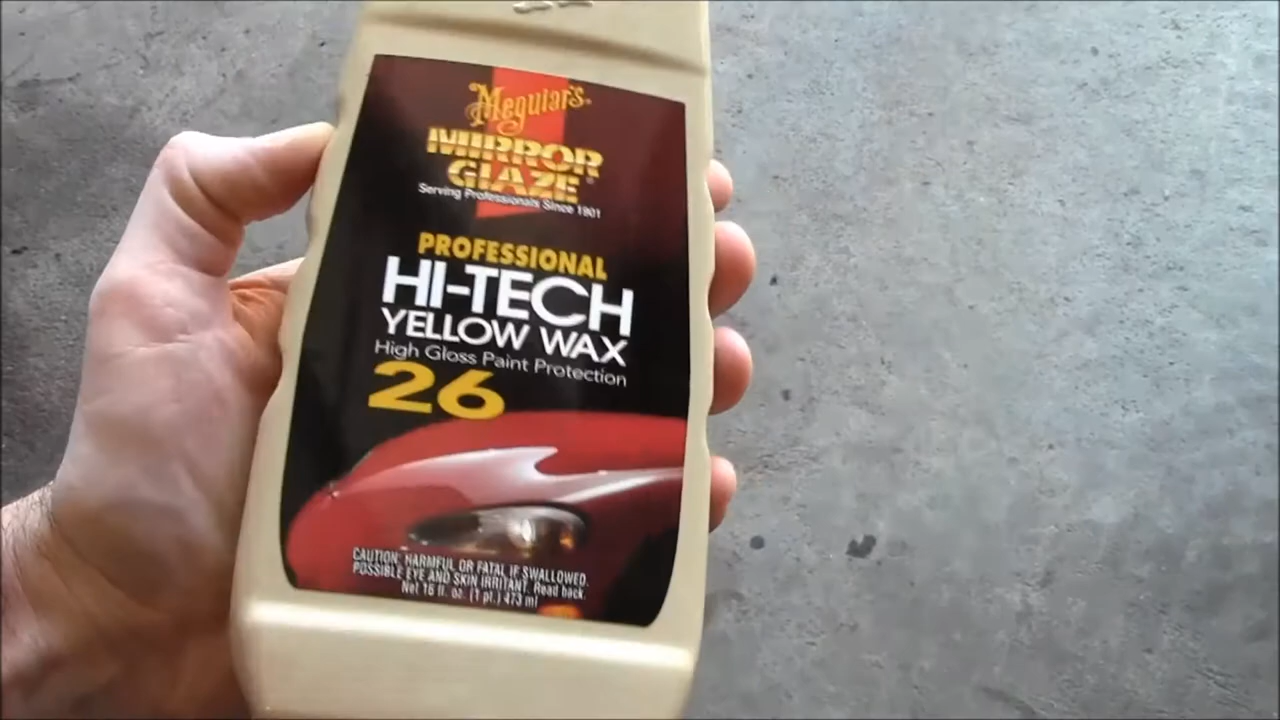 Meguiar's
MIRROR
GLAZE®
Serving Professionals Since 1901
PROFESSIONAL
HI-TECH
YELLOW WAX
High Gloss Paint Protection
26
CAUTION: HARMFUL OR FATAL IF SWALLOWED.
POSSIBLE EYE AND SKIN IRRITANT. Read back.
Net 16 fl. oz. (1 pt.) 473 ml